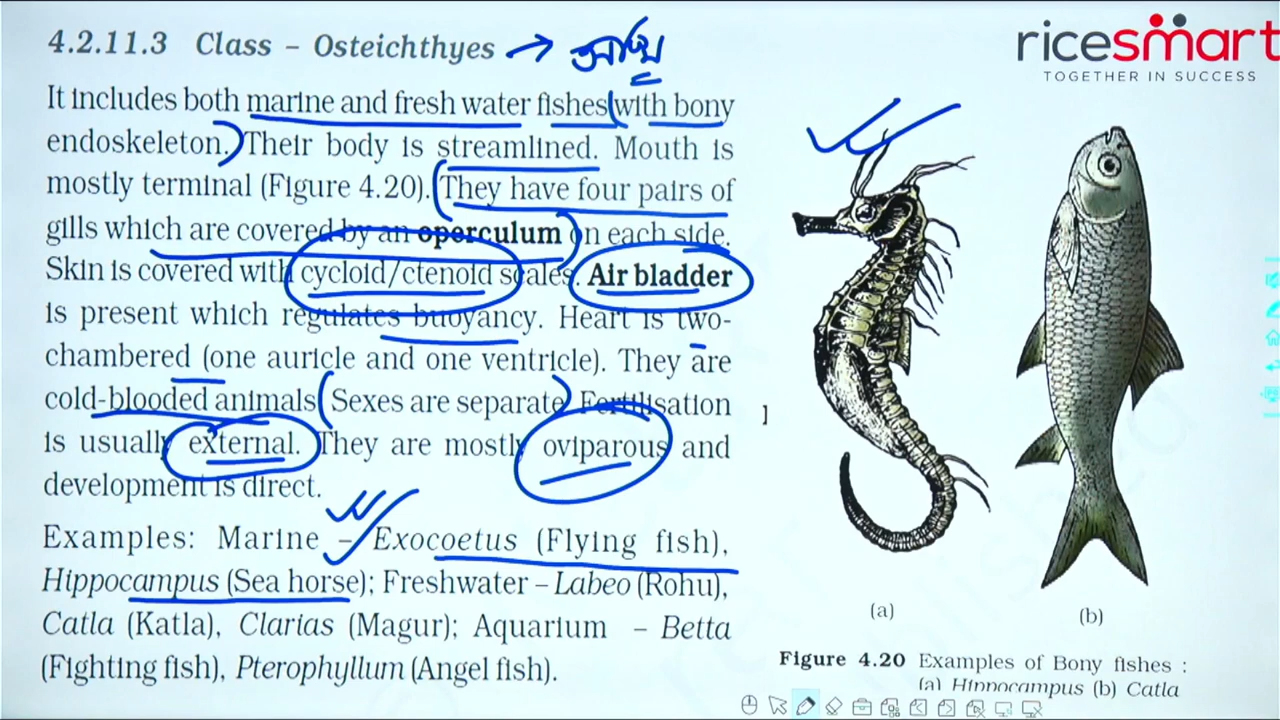 4.2.11.3 Class – Osteichthyes →
ricesmart
TOGETHER IN SUCCESS
It includes both marine and fresh water fishes with bony
endoskeleton. Their body is streamlined. Mouth is
mostly terminal (Figure 4.20). They have four pairs of
gills which are covered by an operculum on each side.
Skin is covered with cycloid/ctenoid scales. Air bladder
is present which regulates buoyancy. Heart is two-
chambered (one auricle and one ventricle). They are
cold-blooded animals. Sexes are separate. Fertilisation
is usually external. They are mostly oviparous and
development is direct.
Examples: Marine – Exocoetus (Flying fish),
Hippocampus (Sea horse); Freshwater – Labeo (Rohu),
Catla (Katla), Clarias (Magur); Aquarium – Betta
(Fighting fish), Pterophyllum (Angel fish).
(a)
(b)
Figure 4.20 Examples of Bony fishes :
(a) Hippocampus (b) Catla